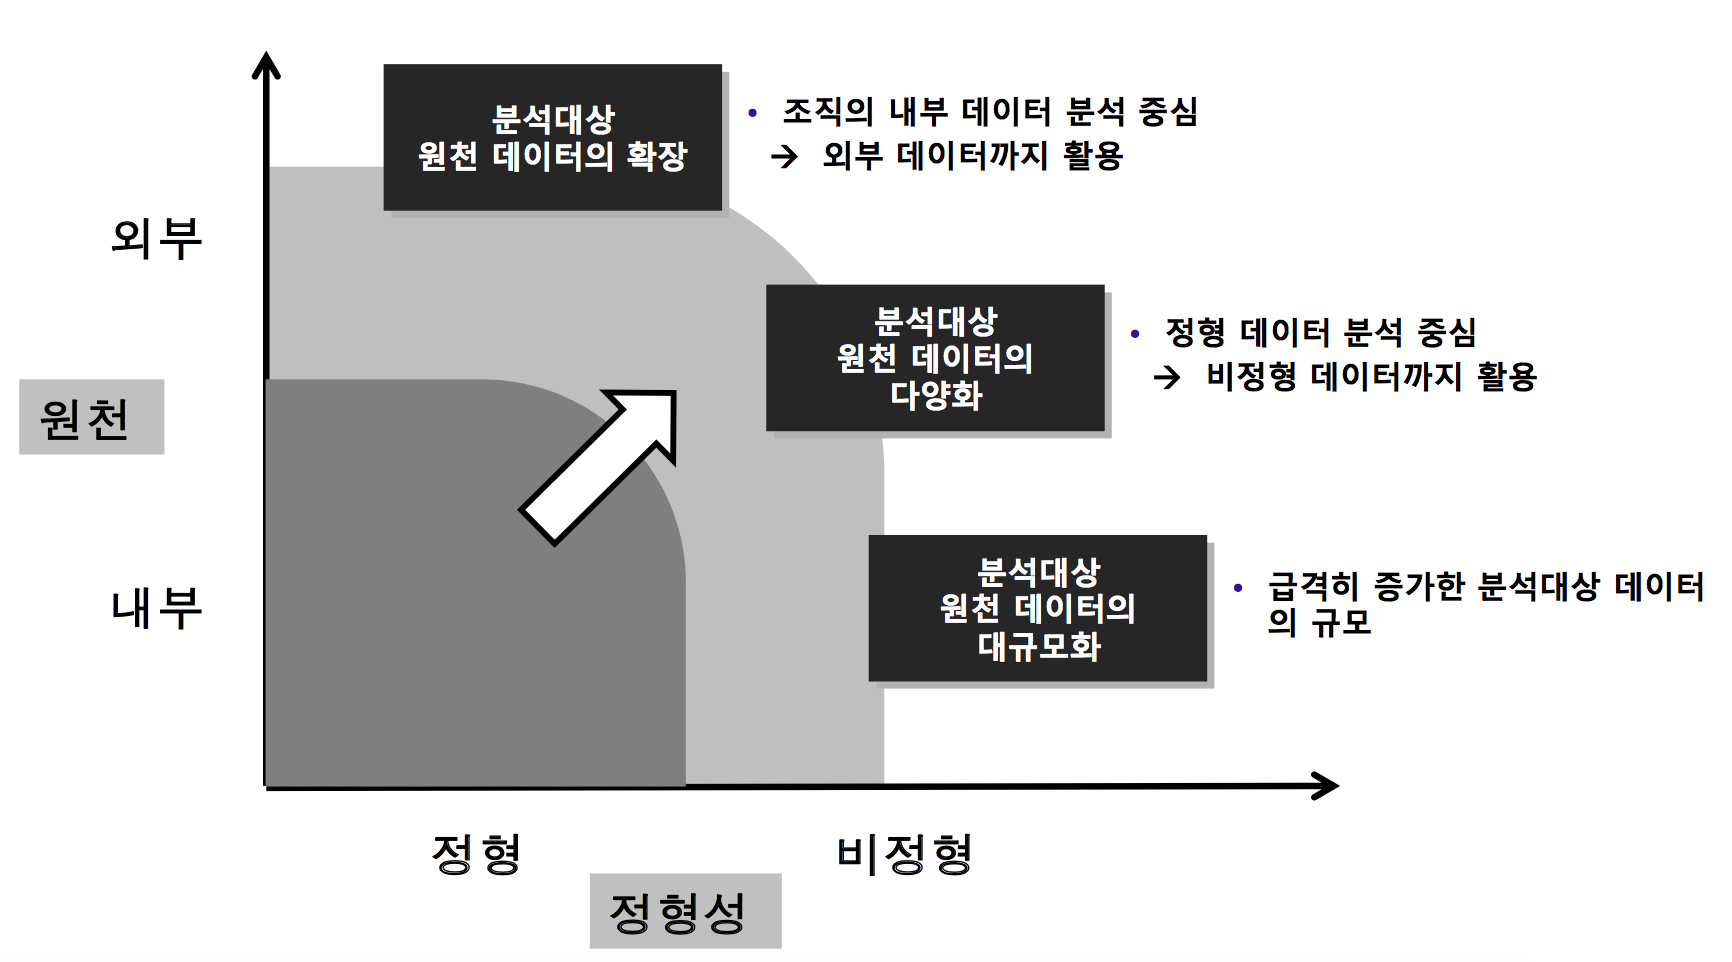 분석대상
원천 데이터의 확장
• 조직의 내부 데이터 분석 중심
→ 외부 데이터까지 활용
외부
분석대상
원천 데이터의
다양화
• 정형 데이터 분석 중심
→ 비정형 데이터까지 활용
원천
내부
분석대상
원천 데이터의
대규모화
• 급격히 증가한 분석대상 데이터
의 규모
정형
비정형
정형성